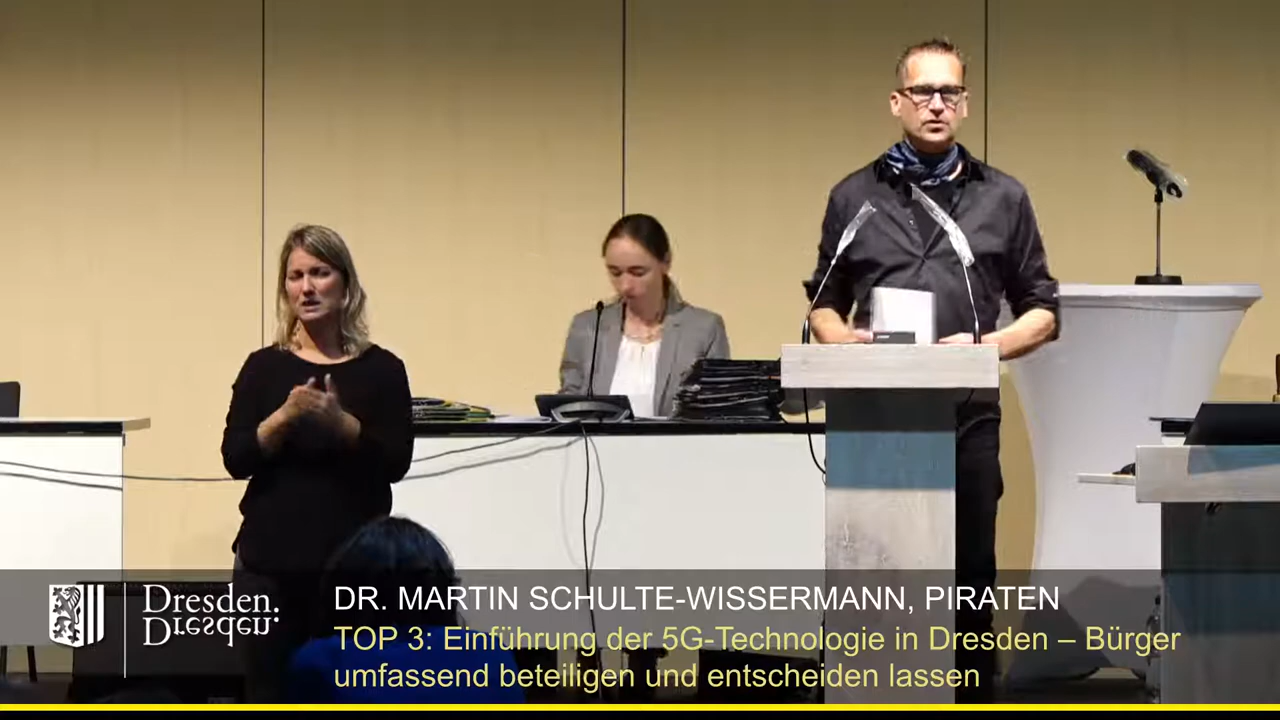 Dresden.
Dresden.
DR. MARTIN SCHULTE-WISSERMANN, PIRATEN
TOP 3: Einführung der 5G-Technologie in Dresden – Bürger
umfassend beteiligen und entscheiden lassen